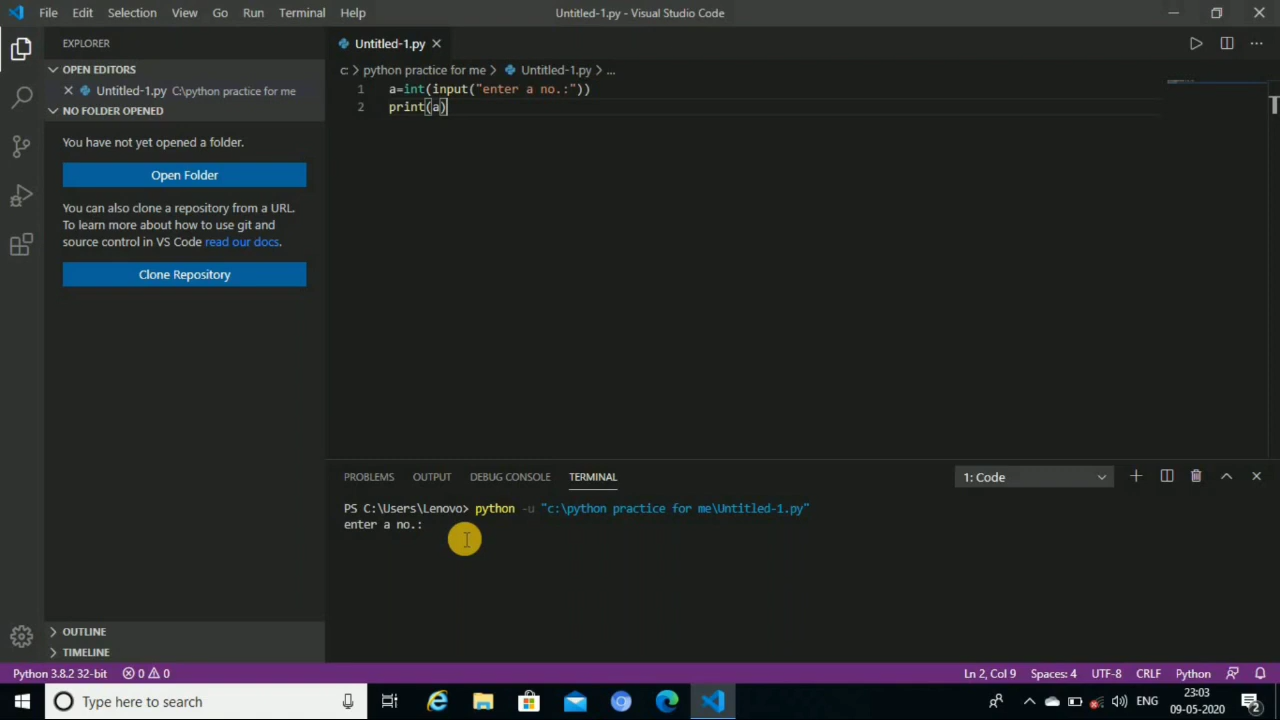 File Edit Selection View Go Run Terminal Help
Untitled-1.py - Visual Studio Code
EXPLORER
OPEN EDITORS
Untitled-1.py C:\python practice for me
NO FOLDER OPENED
You have not yet opened a folder.
Open Folder
You can also clone a repository from a URL.
To learn more about how to use git and
source control in VS Code read our docs.
Clone Repository
OUTLINE
TIMELINE
Untitled-1.py
c: > python practice for me > Untitled-1.py > ...
1 a=int(input("enter a no.:"))
2 print(a)
PROBLEMS OUTPUT DEBUG CONSOLE TERMINAL
1: Code
PS C:\Users\Lenovo> python -u "c:\python practice for me\Untitled-1.py"
enter a no.:
Python 3.8.2 32-bit 0 0
Ln 2, Col 9 Spaces: 4 UTF-8 CRLF Python
Type here to search
ENG
23:03
09-05-2020
2